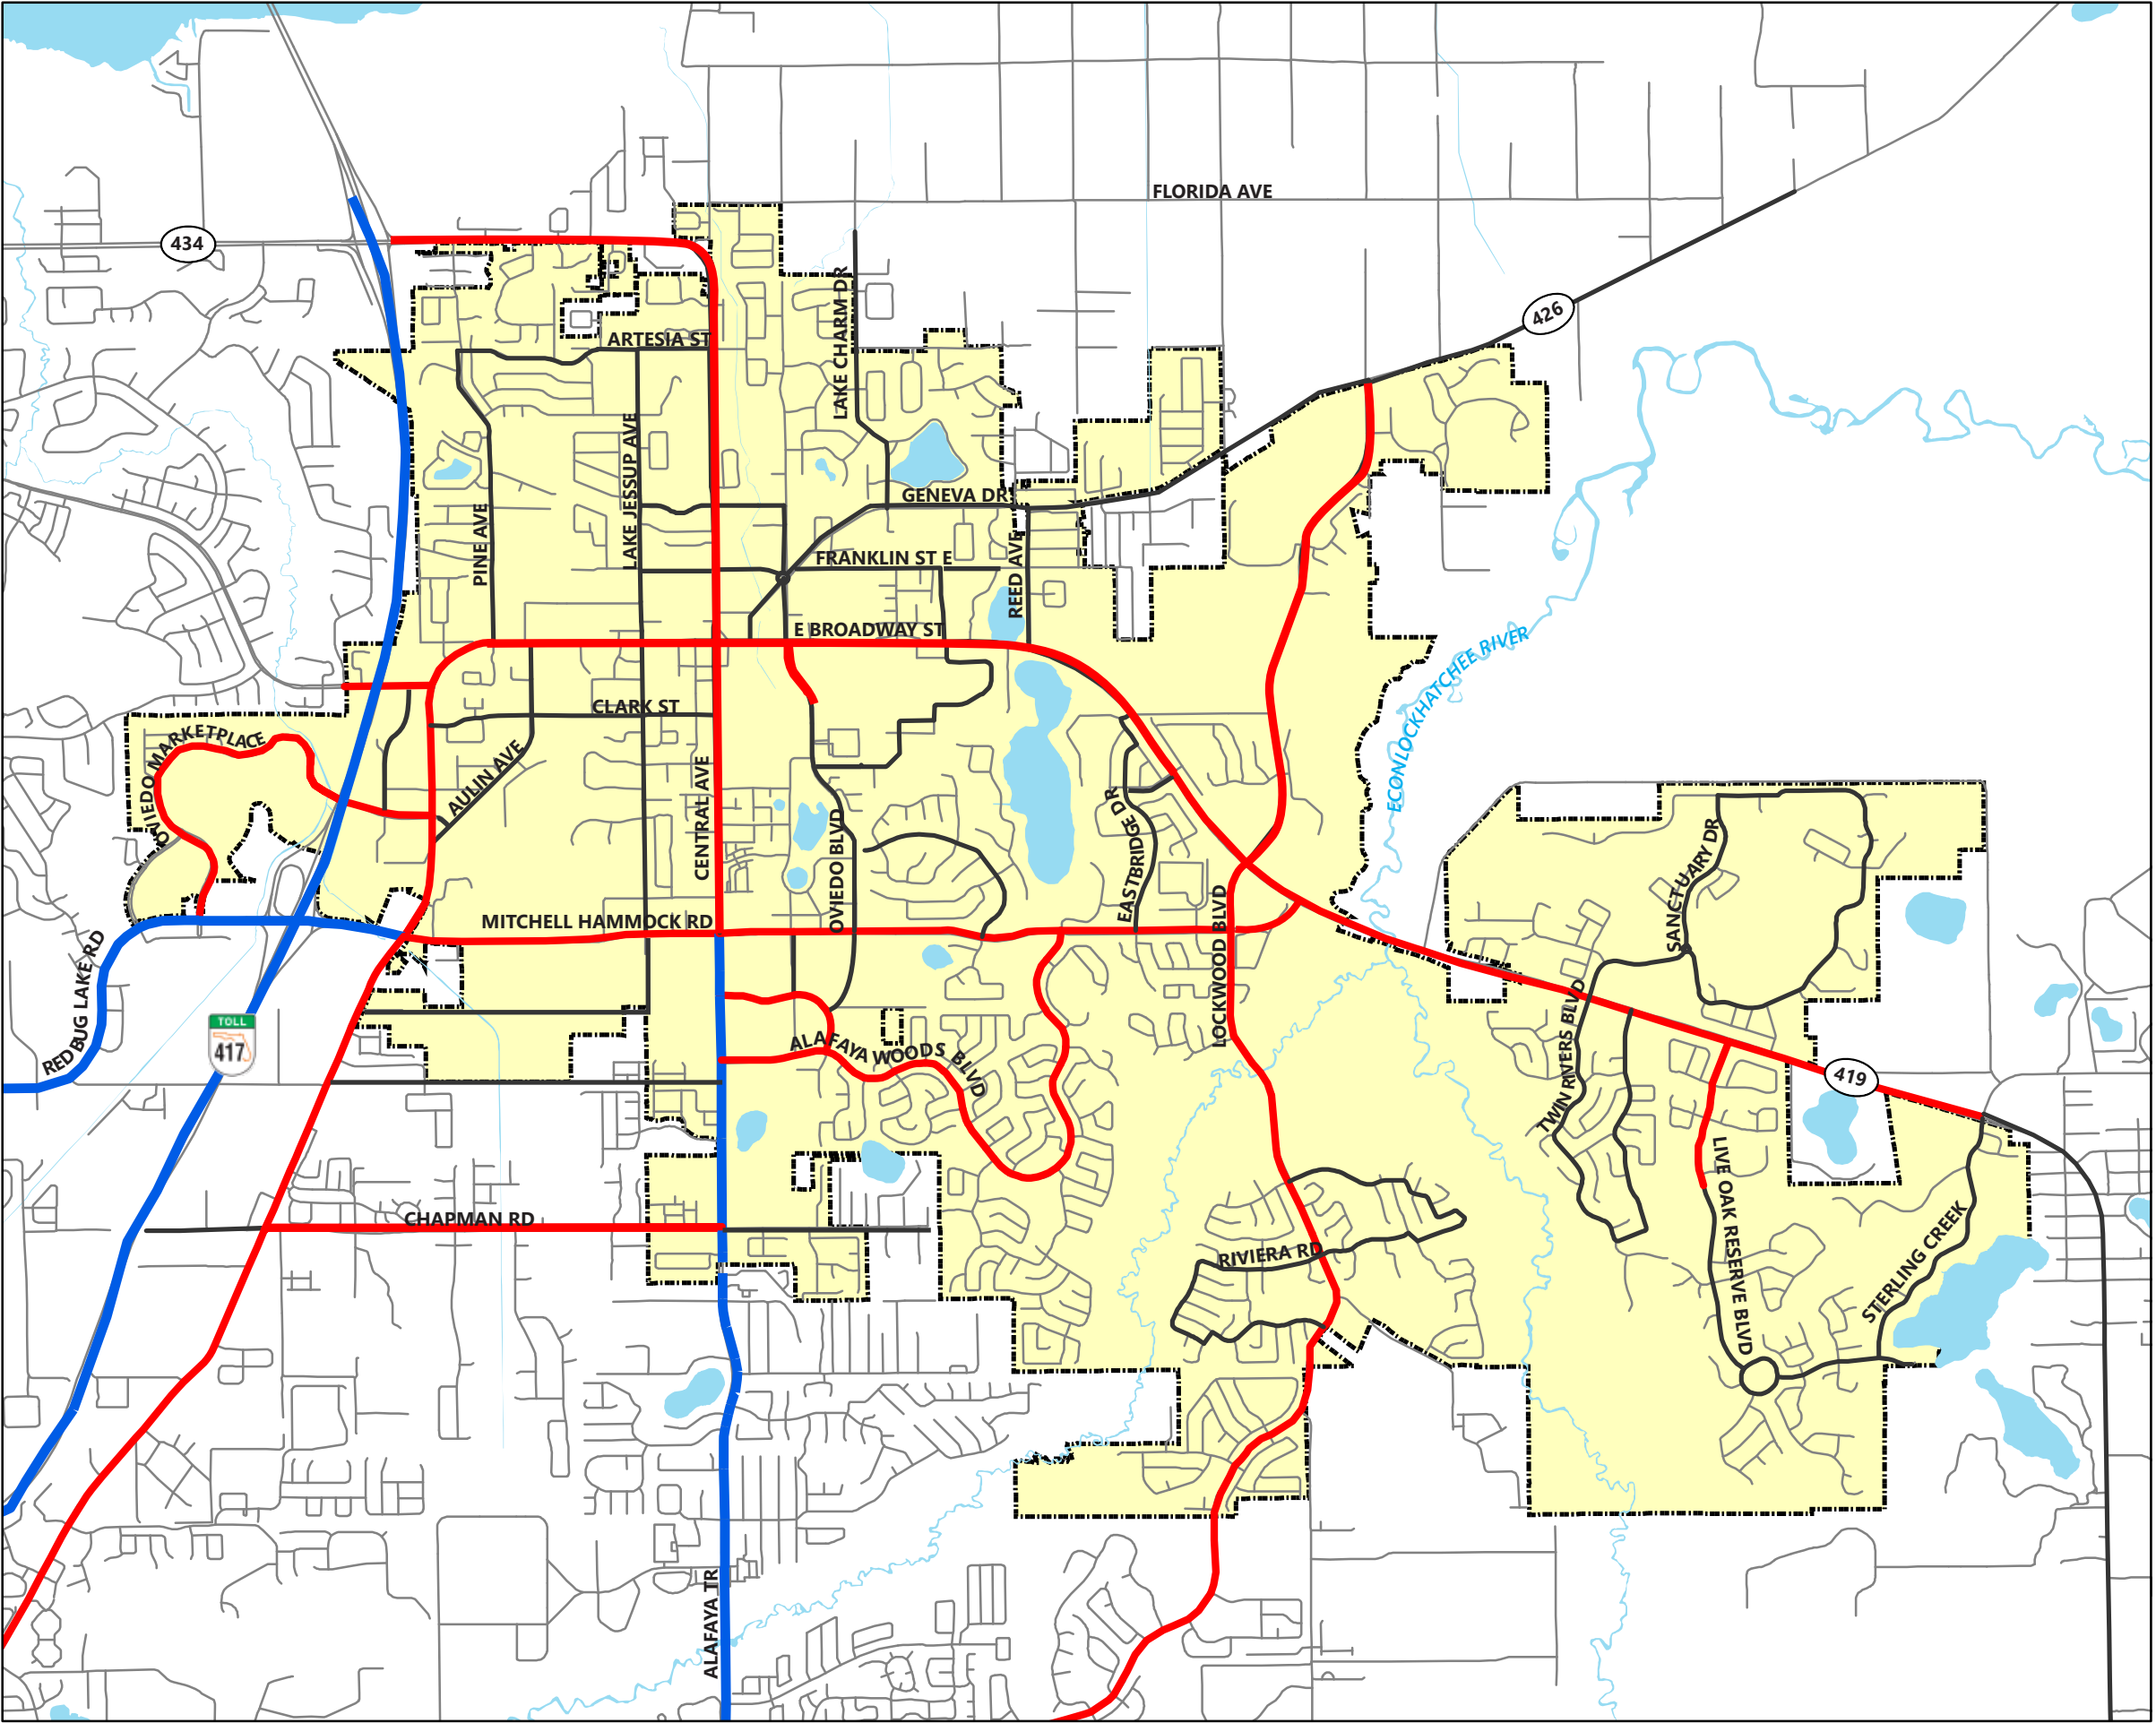 FLORIDA AVE
434
LAKE CHARM DR
426
ARTESIA ST
LAKE JESSUP AVE
GENEVA DR
PINE AVE
FRANKLIN ST E
REED AVE
E BROADWAY ST
ECONLOCKHATCHEE RIVER
CLARK ST
OVIEDO MARKETPLACE
AULIN AVE
CENTRAL AVE
OVIEDO BLVD
EASTBRIDGE DR
SANCTUARY DR
MITCHELL HAMMOCK RD
LOCKWOOD BLVD
RED BUG LAKE RD
TOLL
417
ALAFAYA WOODS BLVD
TWIN RIVERS BLVD
419
LIVE OAK RESERVE BLVD
CHAPMAN RD
RIVIERA RD
STERLING CREEK
ALAFAYA TR